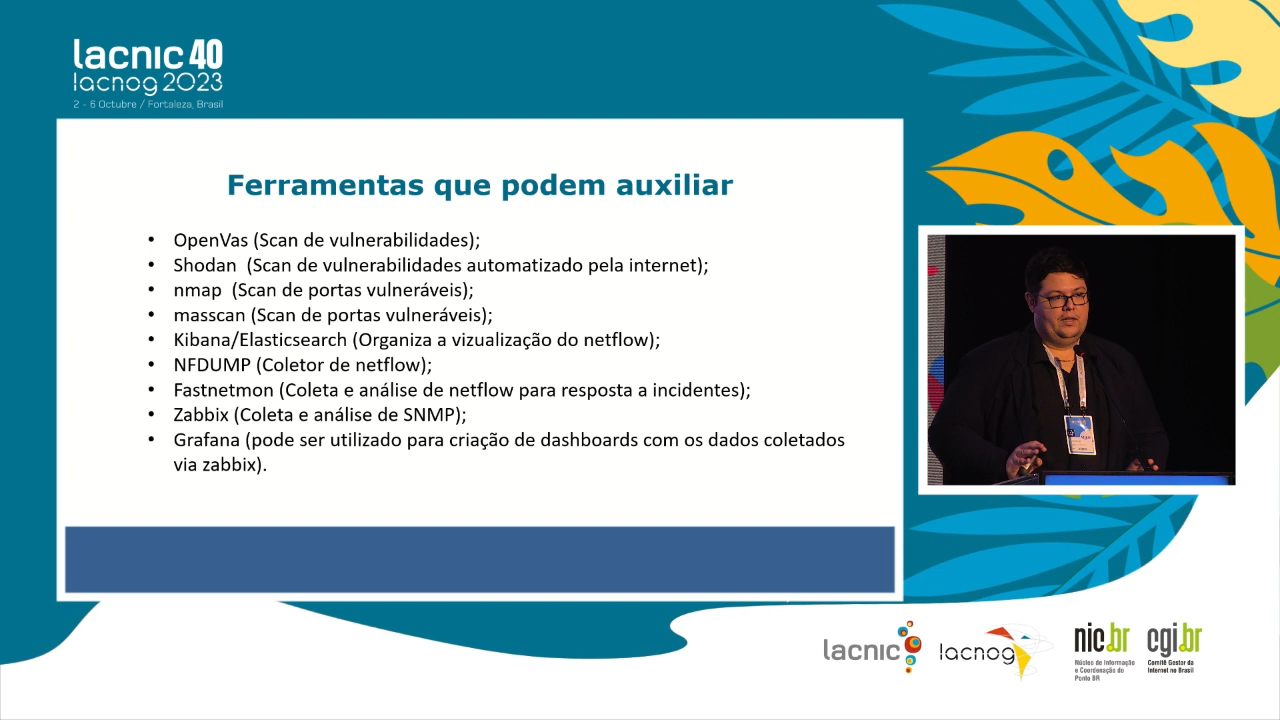 lacnic 40
lacnog 2023
2 - 6 Octubre / Fortaleza, Brasil
Ferramentas que podem auxiliar
• OpenVas (Scan de vulnerabilidades);
• Shodan (Scan de vulnerabilidades automatizado pela internet);
• nmap (Scan de portas vulneráveis);
• masscan (Scan de portas vulneráveis);
• Kibana Elasticsearch (Organiza a vizualização do netflow);
• NFDUMP (Coletor de netflow);
• Fastnetmon (Coleta e análise de netflow para resposta a incidentes);
• Zabbix (Coleta e análise de SNMP);
• Grafana (pode ser utilizado para criação de dashboards com os dados coletados
via zabbix).
lacnic
lacnog
nic.br
Núcleo de Informação
e Coordenação do
Ponto BR
cgi.br
Comitê Gestor da
Internet no Brasil